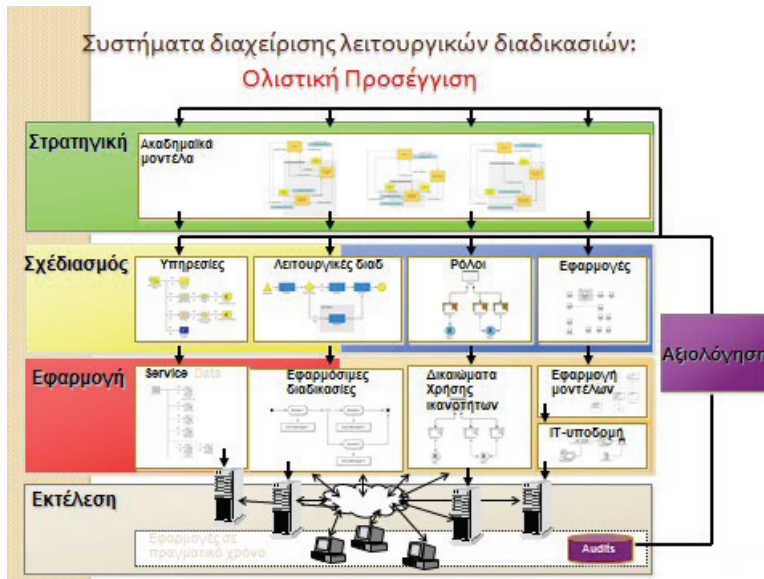 Συστήματα διαχείρισης λειτουργικών διαδικασιών:
Ολιστική Προσέγγιση
Στρατηγική
Ακαδημαϊκά
μοντέλα
Σχέδιασμός
Υπηρεσίες
Λειτουργικές διαδ
Ρόλοι
Εφαρμογές
Αξιολόγηση
Εφαρμογή
Service Data
Εφαρμόσιμες
διαδικασίες
Δικαιώματα
Χρήσης
ικανοτήτων
Εφαρμογή
μοντέλων
ΙΤ-υποδομή
Εκτέλεση
Εφαρμογές σε
πραγματικό χρόνο
Audits